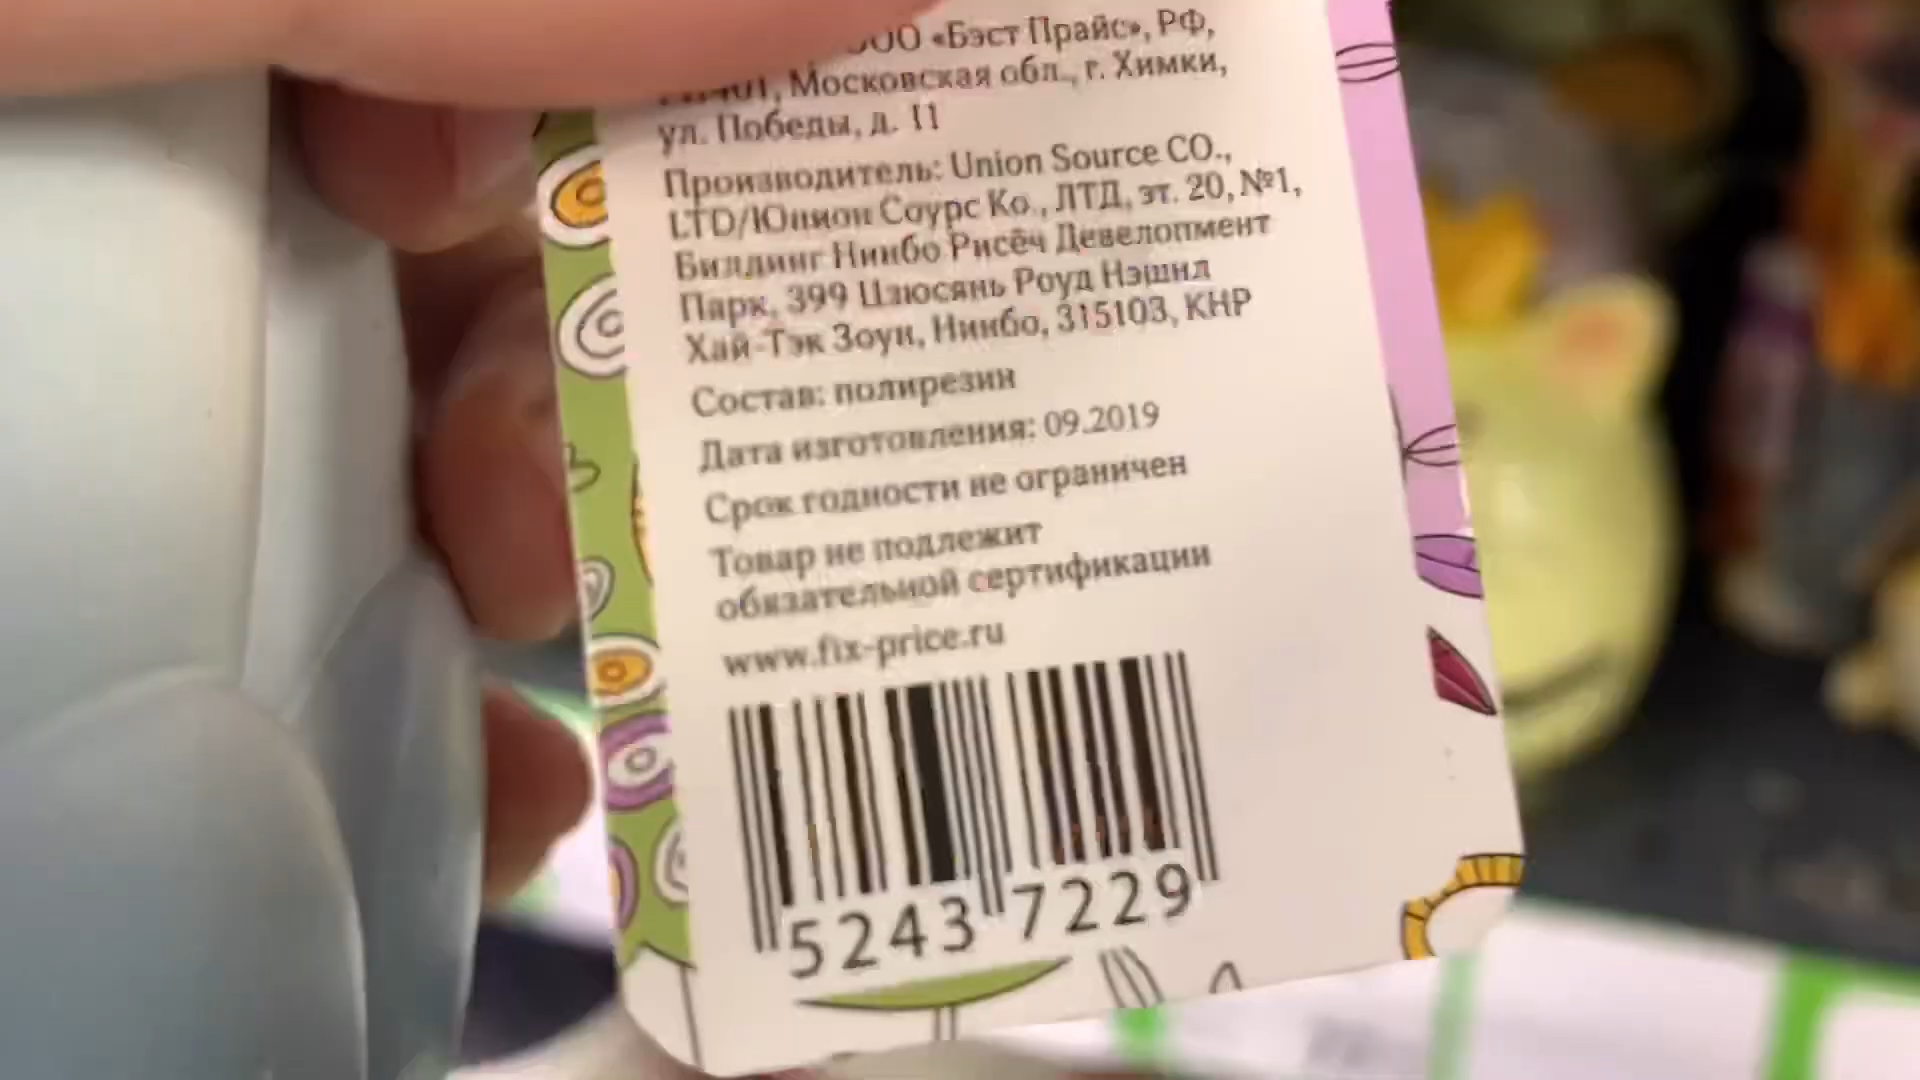 ООО «Бэст Прайс», РФ,
Московская обл., г. Химки,
ул. Победы, д. 11
Производитель: Union Source CO.,
LTD/Юнион Соурс Ко., ЛТД, эт. 20, №1,
Билдинг Нинбо Рисёч Девелопмент
Парк, 399 Цзюсянь Роуд Нэшнл
Хай-Тэк Зоун, Нинбо, 315103, КНР
Состав: полирезин
Дата изготовления: 09.2019
Срок годности не ограничен
Товар не подлежит
обязательной сертификации
www.fix-price.ru
5243 7229